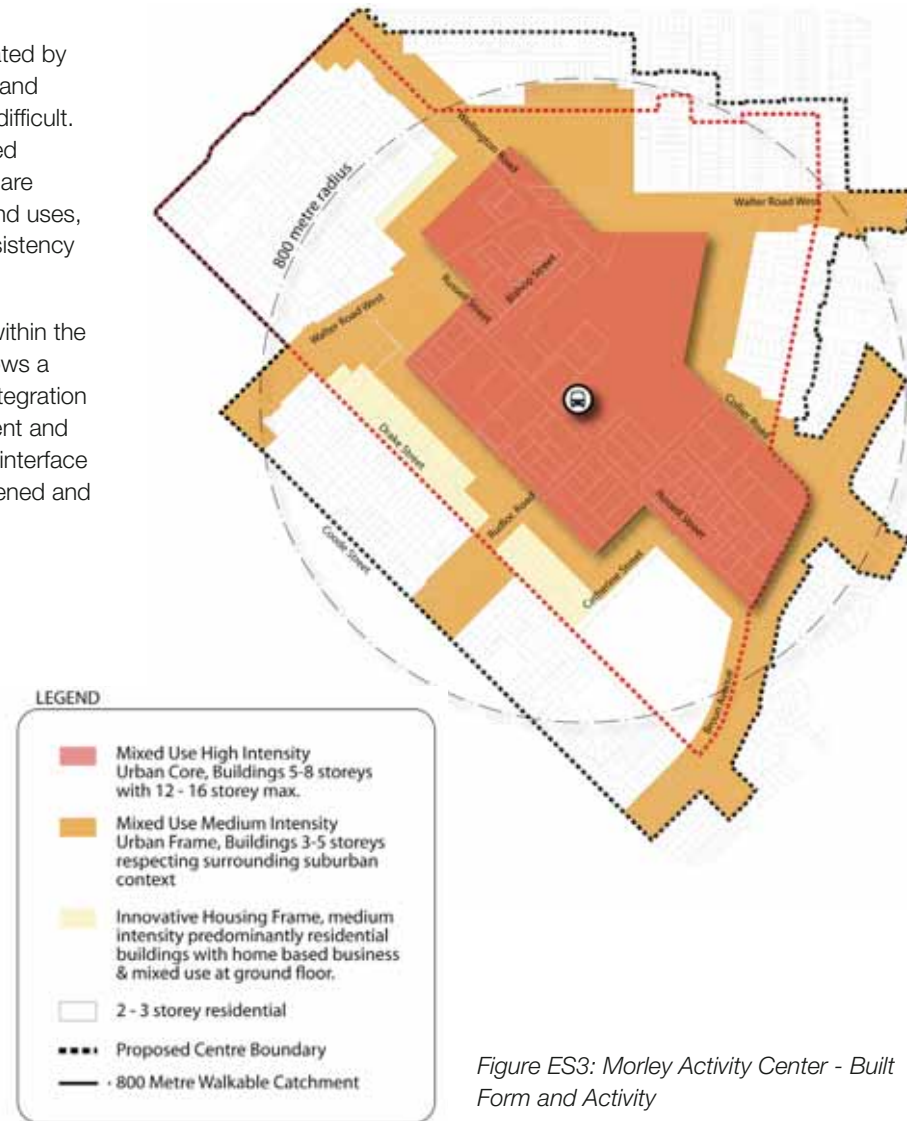 ated by
and
difficult.
ed
are
nd uses,
sistency
within the
ws a
tegration
ent and
interface
ened and
800 metre radius
Wellington Road
Walter Road West
Bishop Street
Russell Street
Walter Road West
Collier Road
Drake Street
Rudloc Road
Russell Street
Coode Street
Catherine Street
LEGEND
Mixed Use High Intensity
Urban Core, Buildings 5-8 storeys
with 12 - 16 storey max.
Mixed Use Medium Intensity
Urban Frame, Buildings 3-5 storeys
respecting surrounding suburban
context
Innovative Housing Frame, medium
intensity predominantly residential
buildings with home based business
& mixed use at ground floor.
2 - 3 storey residential
Proposed Centre Boundary
800 Metre Walkable Catchment
Figure ES3: Morley Activity Center - Built
Form and Activity